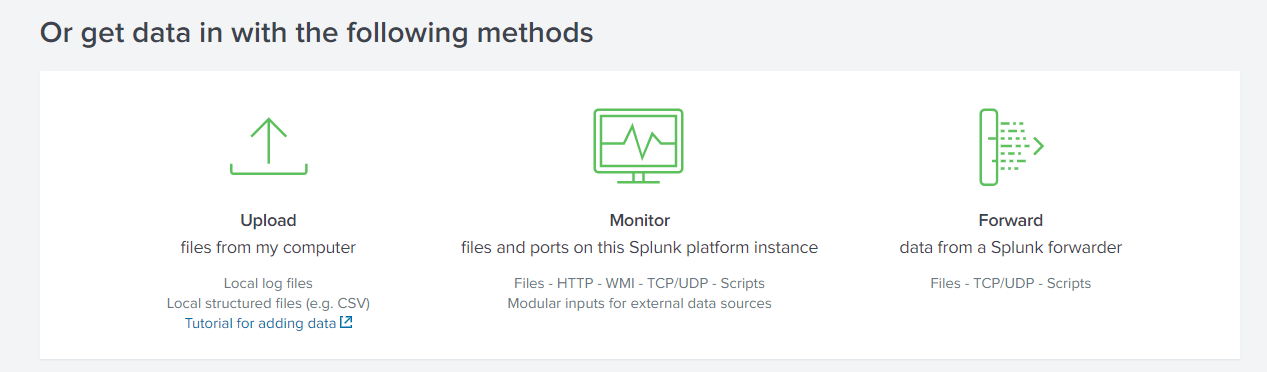 Or get data in with the following methods
Upload
files from my computer
Local log files
Local structured files (e.g. CSV)
Tutorial for adding data
Monitor
files and ports on this Splunk platform instance
Files - HTTP - WMI - TCP/UDP - Scripts
Modular inputs for external data sources
Forward
data from a Splunk forwarder
Files - TCP/UDP - Scripts